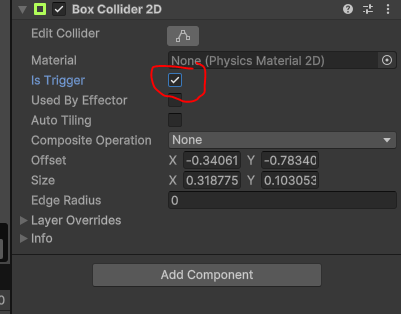 Box Collider 2D
Edit Collider
Material None (Physics Material 2D)
Is Trigger
Used By Effector
Auto Tiling
Composite Operation None
Offset X -0.34061 Y -0.78340
Size X 0.318775 Y 0.103053
Edge Radius 0
Layer Overrides
Info
Add Component
0